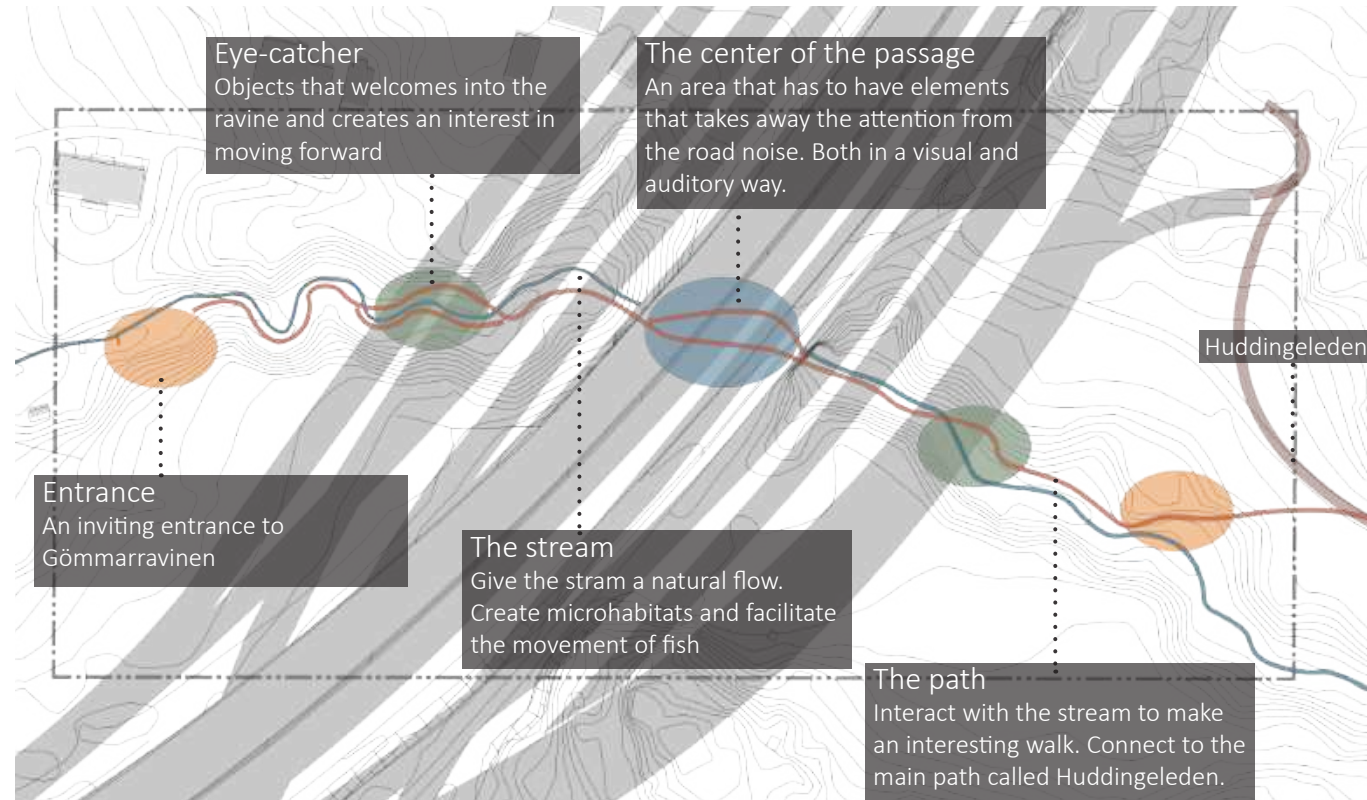 Eye-catcher
Objects that welcomes into the
ravine and creates an interest in
moving forward
The center of the passage
An area that has to have elements
that takes away the attention from
the road noise. Both in a visual and
auditory way.
Huddingeleden
Entrance
An inviting entrance to
Gömmarravinen
The stream
Give the stram a natural flow.
Create microhabitats and facilitate
the movement of fish
The path
Interact with the stream to make
an interesting walk. Connect to the
main path called Huddingeleden.